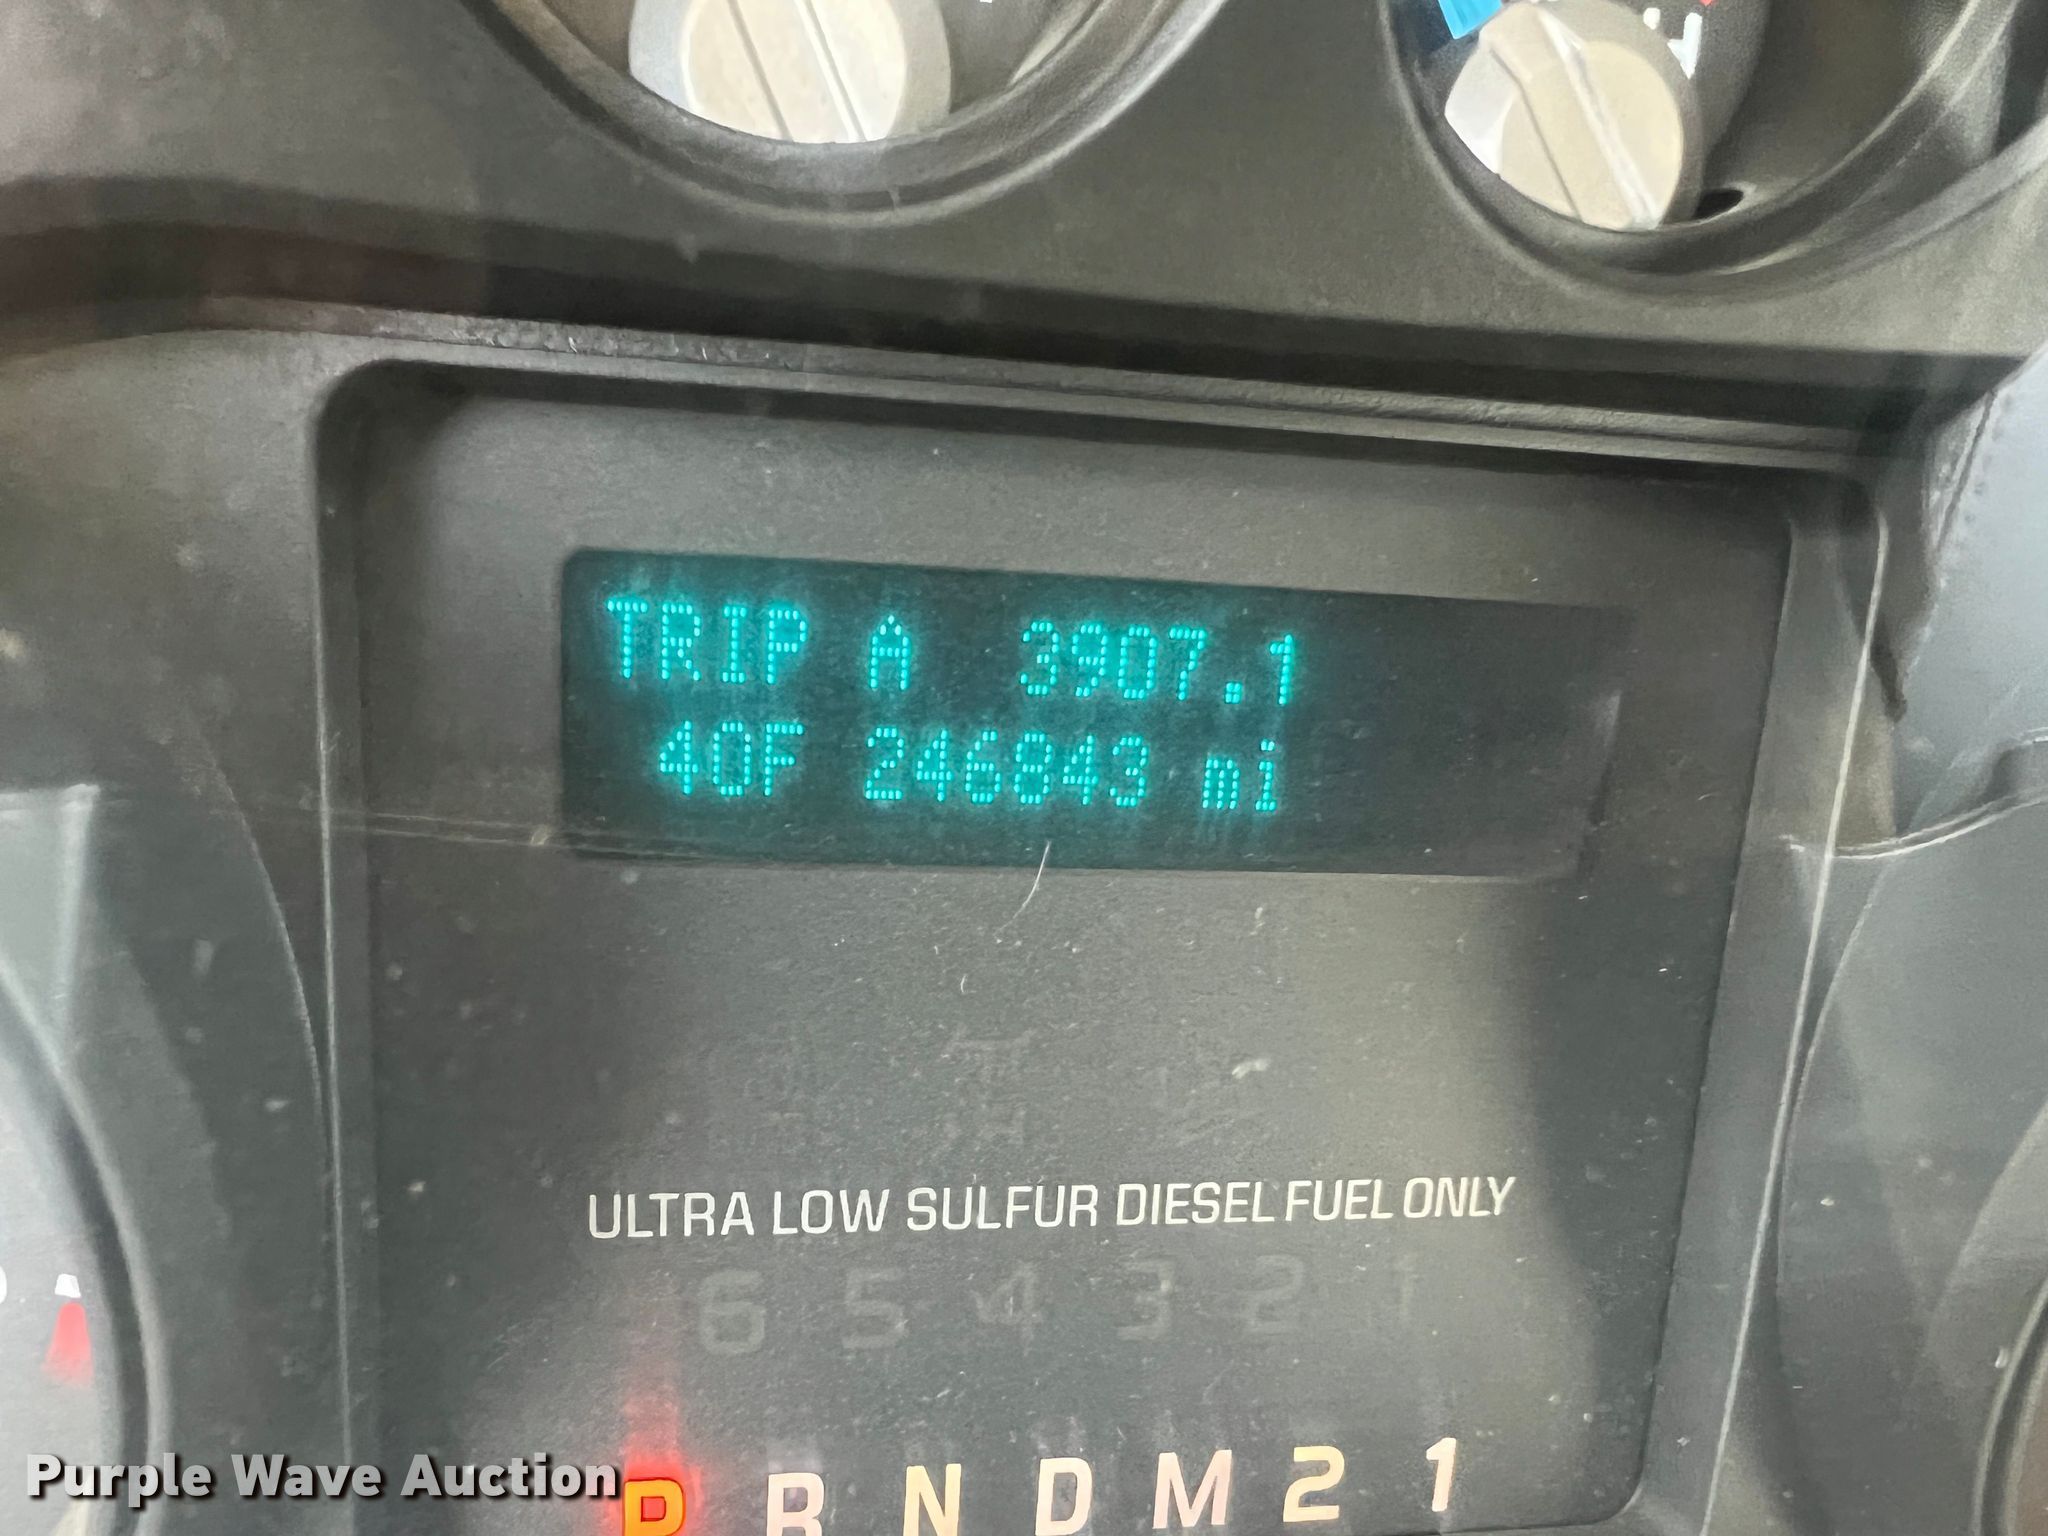 TRIP A 3907.1
40F 246843 mi
ULTRA LOW SULFUR DIESEL FUEL ONLY
6 5 4 3 2 1
P R N D M 2 1
Purple Wave Auction